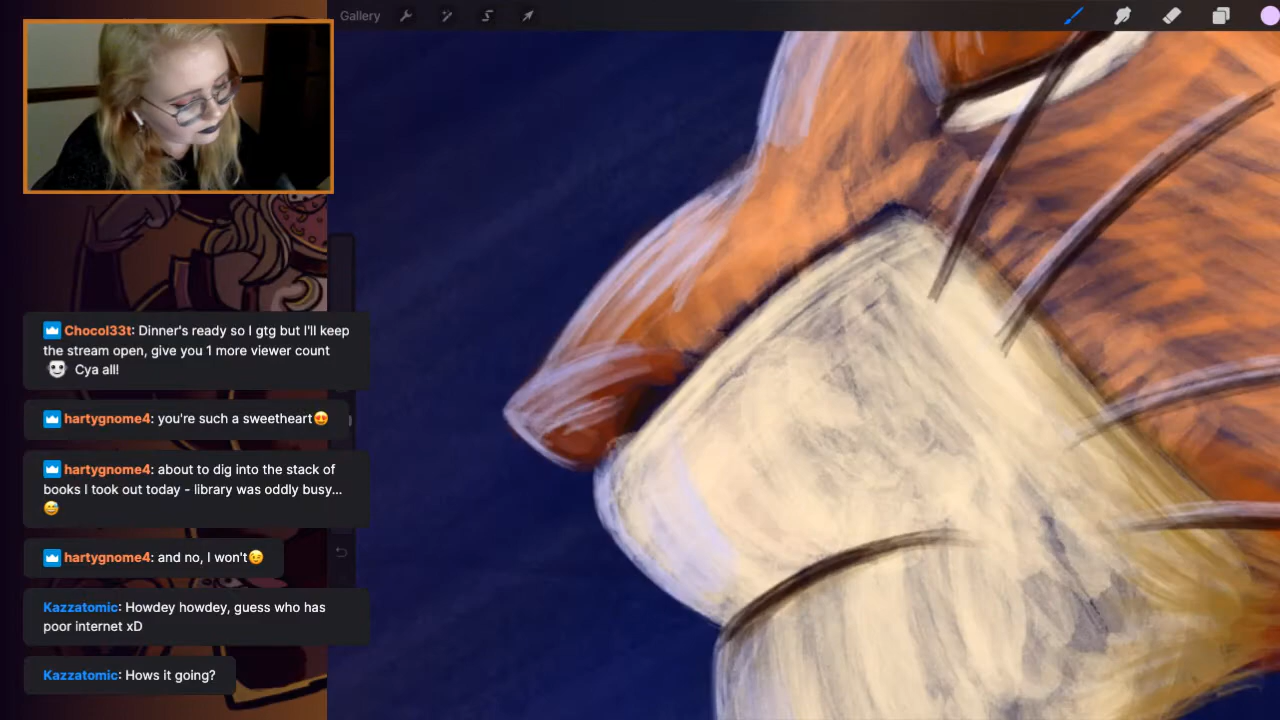 Gallery
Chocol33t: Dinner's ready so I gtg but I'll keep
the stream open, give you 1 more viewer count
Cya all!
hartygnome4: you're such a sweetheart😍
hartygnome4: about to dig into the stack of
books I took out today - library was oddly busy...
😅
hartygnome4: and no, I won't😉
Kazzatomic: Howdey howdey, guess who has
poor internet xD
Kazzatomic: Hows it going?